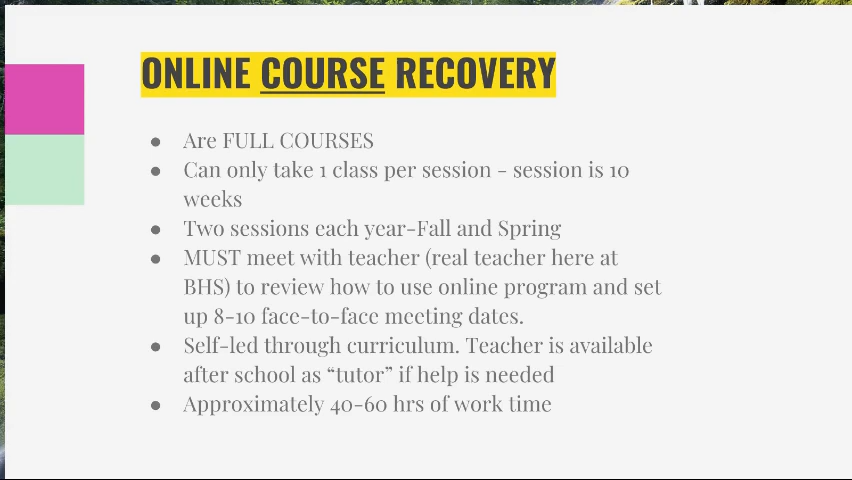 ONLINE COURSE RECOVERY
● Are FULL COURSES
● Can only take 1 class per session - session is 10
weeks
● Two sessions each year-Fall and Spring
● MUST meet with teacher (real teacher here at
BHS) to review how to use online program and set
up 8-10 face-to-face meeting dates.
● Self-led through curriculum. Teacher is available
after school as “tutor” if help is needed
● Approximately 40-60 hrs of work time